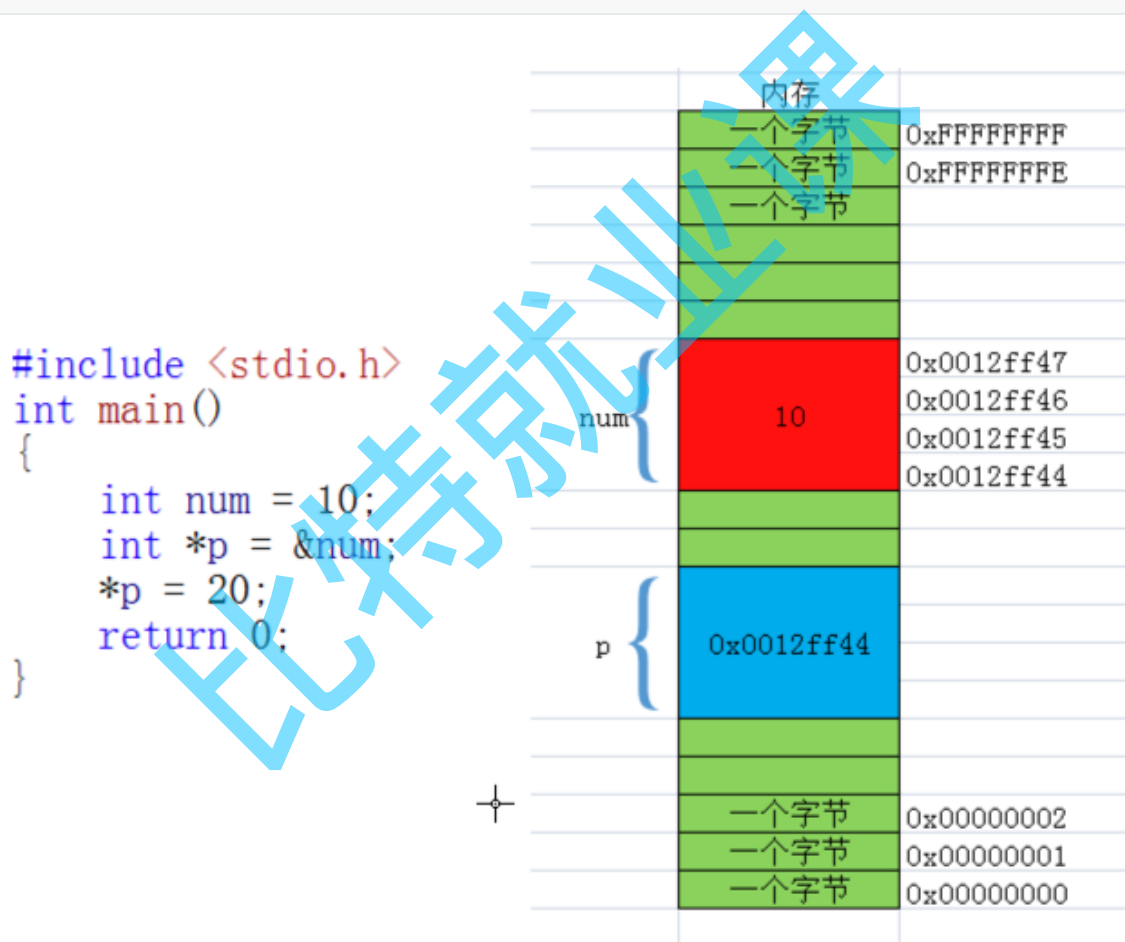 内存
一个字节 0xFFFFFFFF
一个字节 0xFFFFFFFE
一个字节
#include <stdio.h>
int main()
{
int num = 10;
int *p = &num;
*p = 20;
return 0;
}
num
10
0x0012ff47
0x0012ff46
0x0012ff45
0x0012ff44
p
0x0012ff44
一个字节 0x00000002
一个字节 0x00000001
一个字节 0x00000000
比特就业课